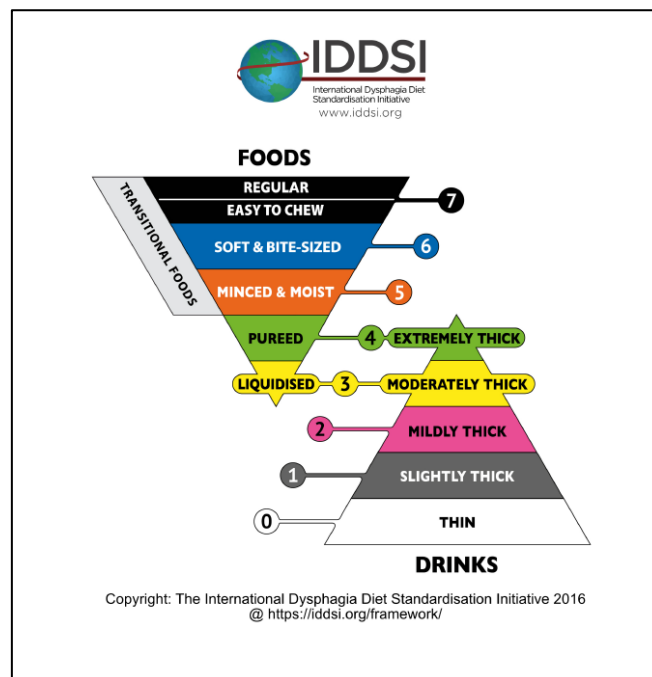 IDDSI
International Dysphagia Diet
Standardisation Initiative
www.iddsi.org
FOODS
TRANSITIONAL FOODS
REGULAR
EASY TO CHEW
7
SOFT & BITE-SIZED
6
MINCED & MOIST
5
PUREED
4
EXTREMELY THICK
LIQUIDISED
3
MODERATELY THICK
2
MILDLY THICK
1
SLIGHTLY THICK
0
THIN
DRINKS
Copyright: The International Dysphagia Diet Standardisation Initiative 2016
@ https://iddsi.org/framework/